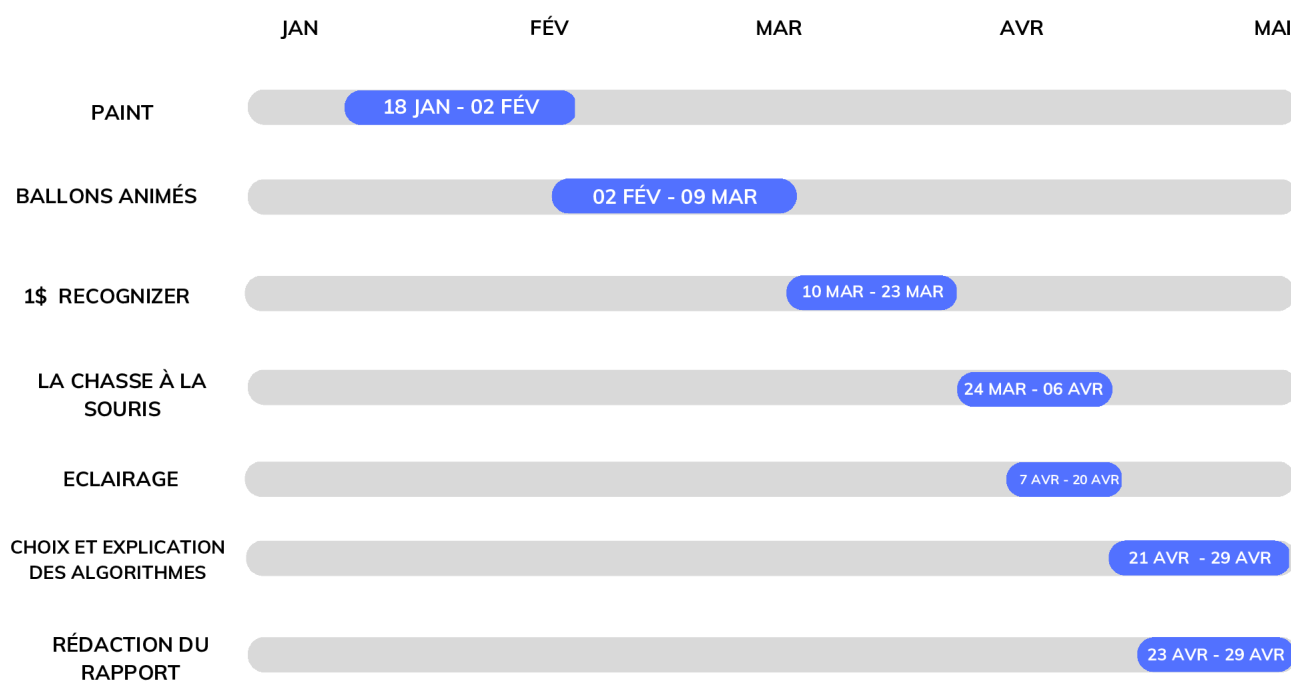 JAN FÉV MAR AVR MAI
PAINT 18 JAN - 02 FÉV
BALLONS ANIMÉS 02 FÉV - 09 MAR
1$ RECOGNIZER 10 MAR - 23 MAR
LA CHASSE À LA
SOURIS
24 MAR - 06 AVR
ECLAIRAGE 7 AVR - 20 AVR
CHOIX ET EXPLICATION
DES ALGORITHMES
21 AVR - 29 AVR
RÉDACTION DU
RAPPORT
23 AVR - 29 AVR